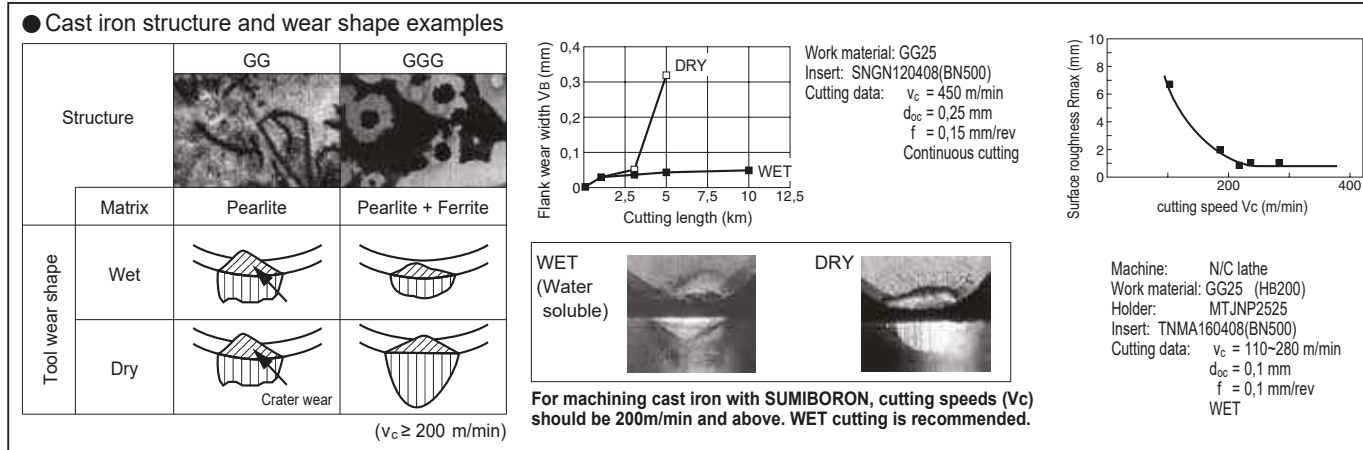 ● Cast iron structure and wear shape examples
GG
GGG
Structure
Matrix
Pearlite
Pearlite + Ferrite
Tool wear shape
Wet
Dry
Crater wear
(vc ≥ 200 m/min)
Flank wear width VB (mm)
0,4
0,3
0,2
0,1
0
2,5
5
7,5
10
12,5
DRY
WET
Cutting length (km)
Work material: GG25
Insert: SNGN120408(BN500)
Cutting data: vc = 450 m/min
doc = 0,25 mm
f = 0,15 mm/rev
Continuous cutting
WET
(Water
soluble)
DRY
For machining cast iron with SUMIBORON, cutting speeds (Vc)
should be 200m/min and above. WET cutting is recommended.
Surface roughness Rmax (mm)
10
8
6
4
2
0
200
400
cutting speed Vc (m/min)
Machine: N/C lathe
Work material: GG25 (HB200)
Holder: MTJNP2525
Insert: TNMA160408(BN500)
Cutting data: vc = 110~280 m/min
doc = 0,1 mm
f = 0,1 mm/rev
WET